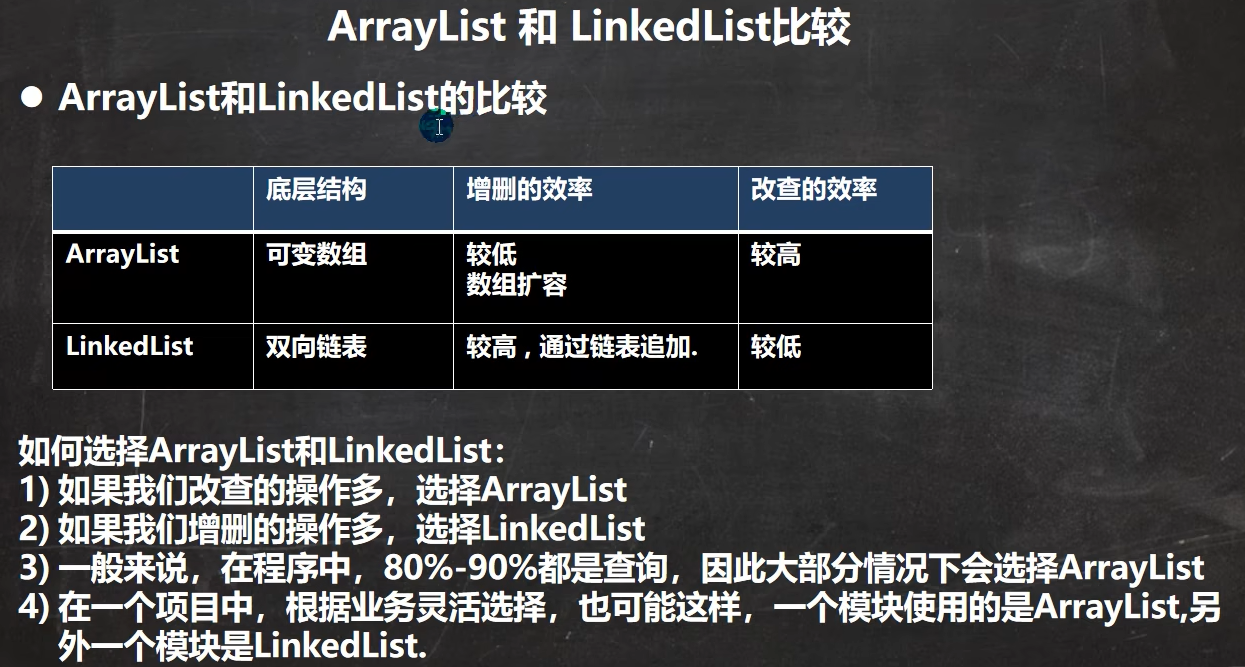 ArrayList 和 LinkedList比较
● ArrayList和LinkedList的比较
底层结构 增删的效率 改查的效率
ArrayList 可变数组 较低 较高
数组扩容
LinkedList 双向链表 较高 , 通过链表追加. 较低
如何选择ArrayList和LinkedList：
1) 如果我们改查的操作多，选择ArrayList
2) 如果我们增删的操作多，选择LinkedList
3) 一般来说，在程序中，80%-90%都是查询，因此大部分情况下会选择ArrayList
4) 在一个项目中，根据业务灵活选择，也可能这样，一个模块使用的是ArrayList,另
外一个模块是LinkedList.